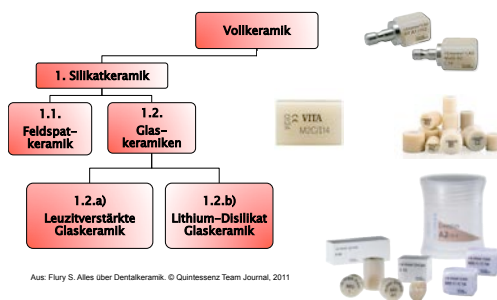 Vollkeramik
1. Silikatkeramik
1.1.
Feldspat-
keramik
1.2.
Glas-
keramiken
1.2.a)
Leuzitverstärkte
Glaskeramik
1.2.b)
Lithium-Disilikat
Glaskeramik
VITA
Aus: Flury S. Alles über Dentalkeramik. © Quintessenz Team Journal, 2011